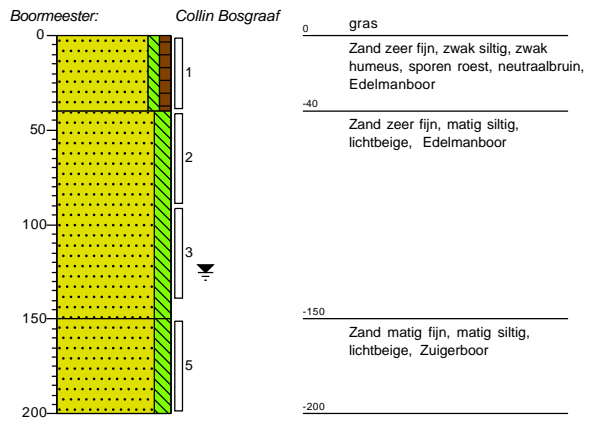 Boormeester: Collin Bosgraaf
0
50
100
150
200
1
2
3
5
0 gras
Zand zeer fijn, zwak siltig, zwak
humeus, sporen roest, neutraalbruin,
Edelmanboor
-40
Zand zeer fijn, matig siltig,
lichtbeige, Edelmanboor
-150
Zand matig fijn, matig siltig,
lichtbeige, Zuigerboor
-200